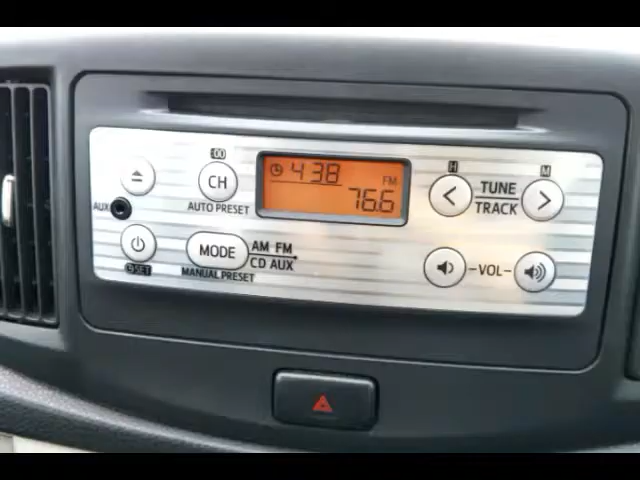 :00
H
M
4:38
CH
FM
TUNE
AUX
AUTO PRESET
76.6
TRACK
MODE
AM FM
CD AUX
-VOL-
SET
MANUAL PRESET